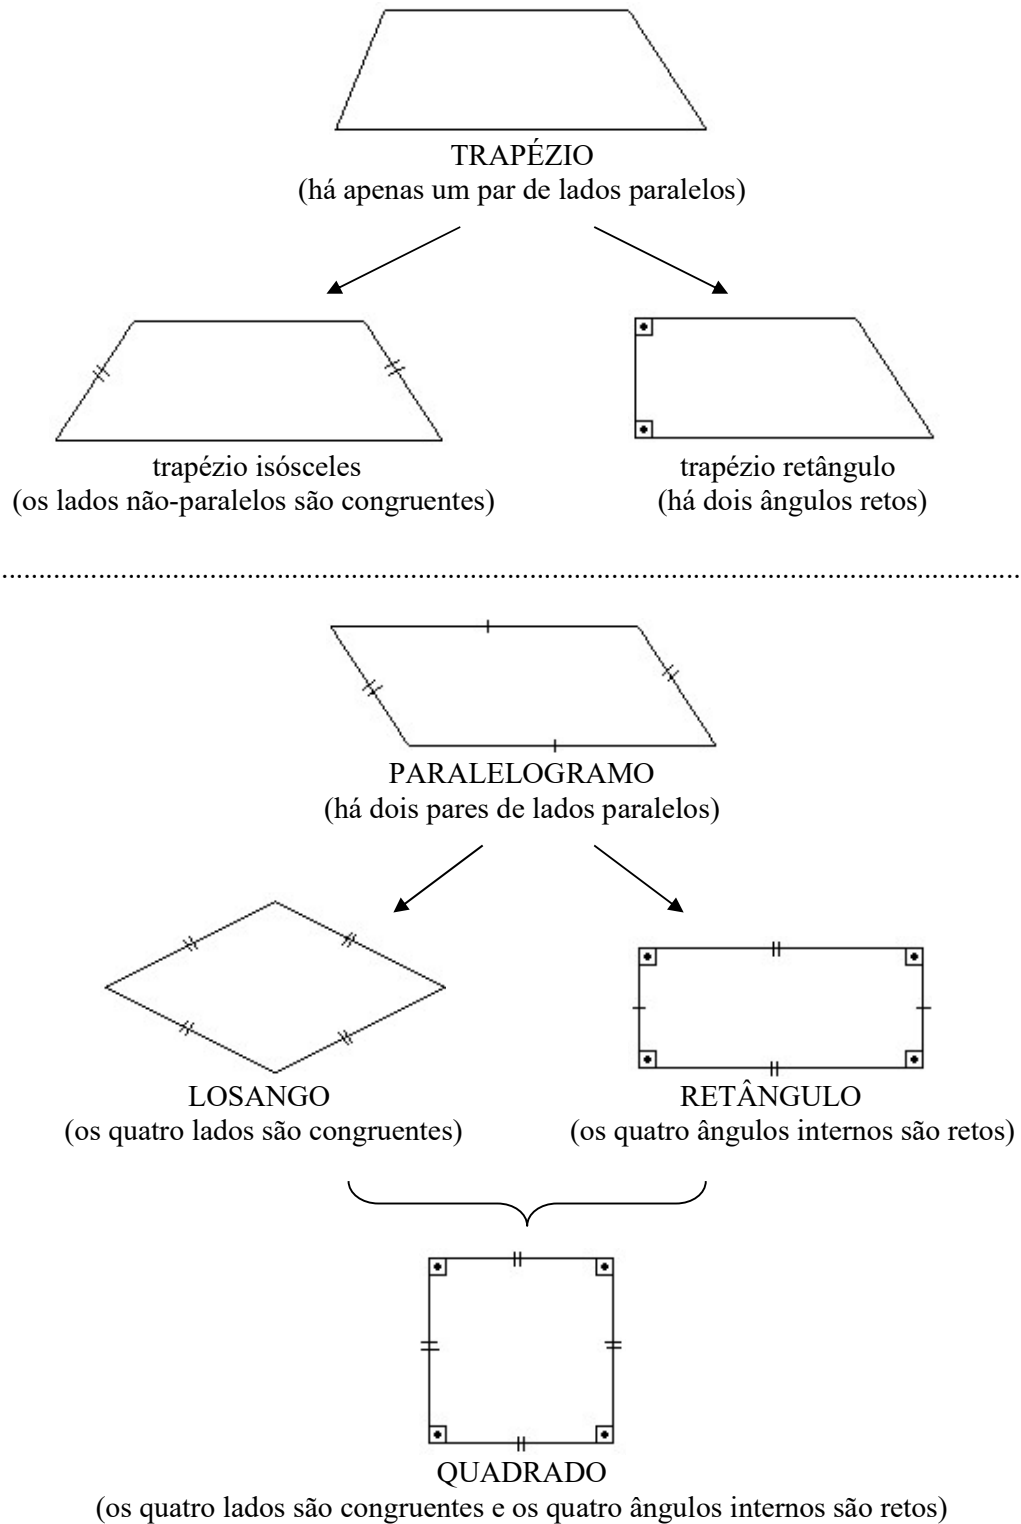 TRAPÉZIO
(há apenas um par de lados paralelos)
trapézio isósceles
(os lados não-paralelos são congruentes)
trapézio retângulo
(há dois ângulos retos)
PARALELOGRAMO
(há dois pares de lados paralelos)
LOSANGO
(os quatro lados são congruentes)
RETÂNGULO
(os quatro ângulos internos são retos)
QUADRADO
(os quatro lados são congruentes e os quatro ângulos internos são retos)